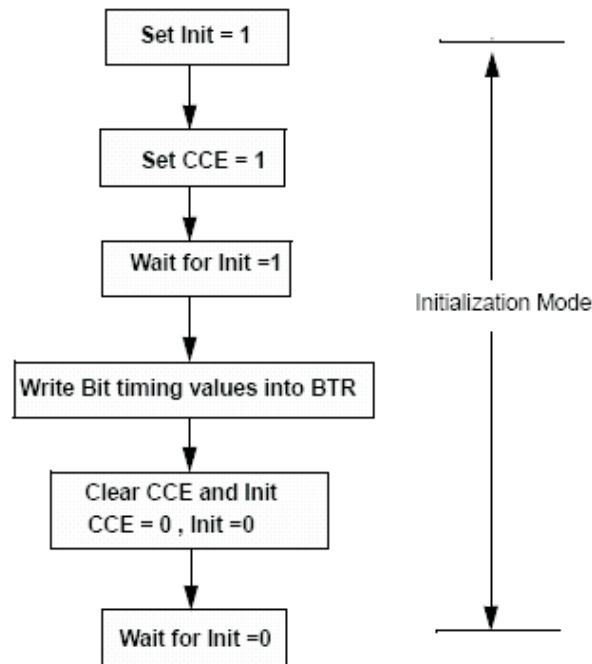 Set Init = 1
Set CCE = 1
Wait for Init =1
Initialization Mode
Write Bit timing values into BTR
Clear CCE and Init
CCE = 0 , Init =0
Wait for Init =0